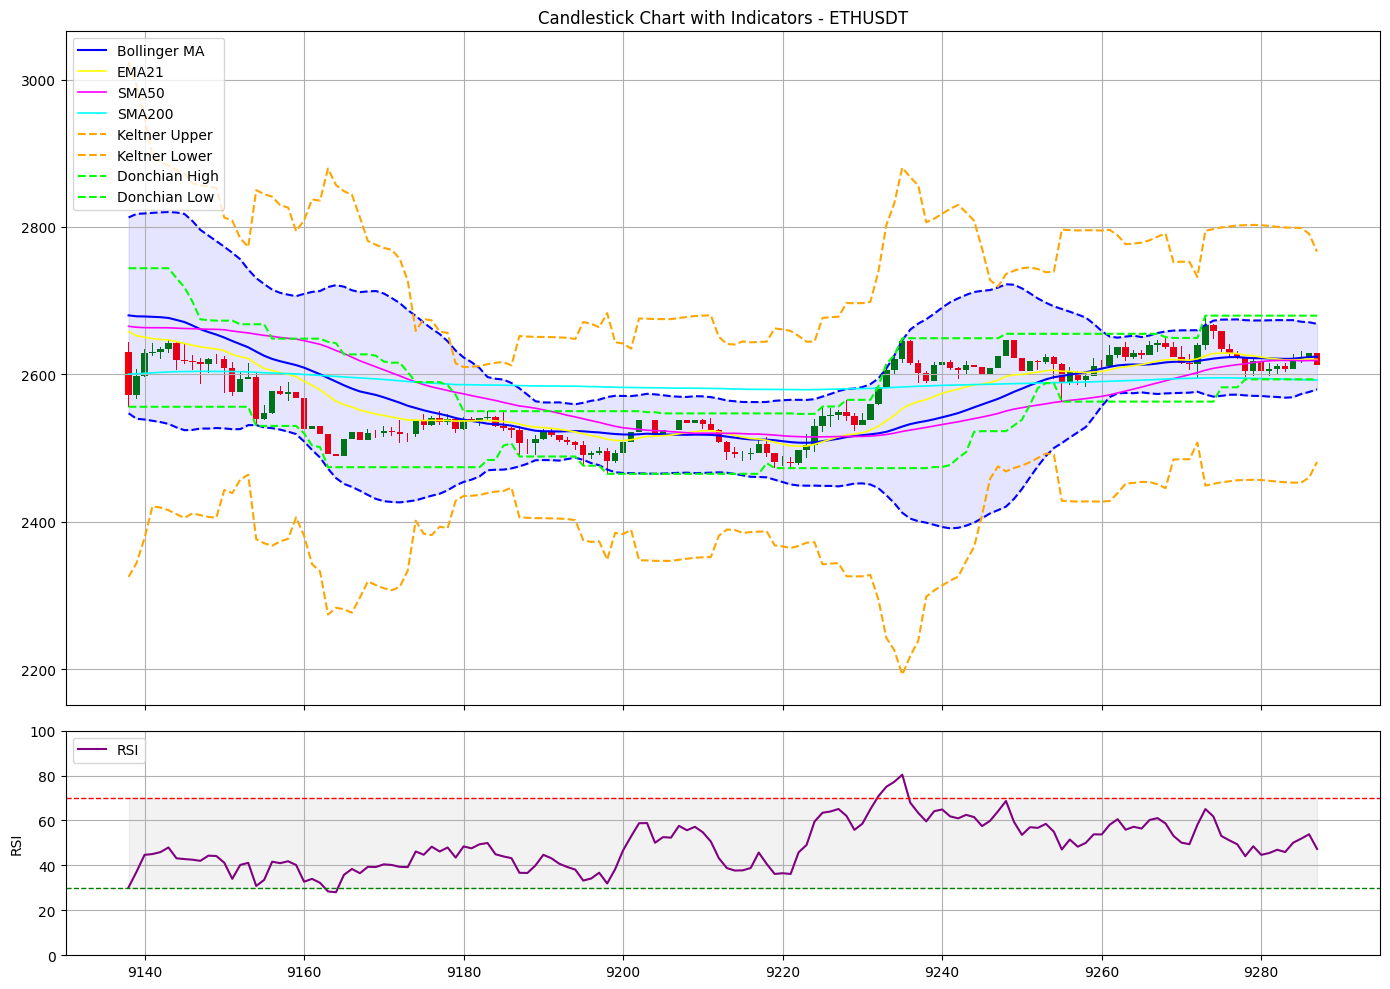 Candlestick Chart with Indicators - ETHUSDT
Bollinger MA
EMA21
SMA50
SMA200
Keltner Upper
Keltner Lower
Donchian High
Donchian Low
3000
2800
2600
2400
2200
RSI
100
80
60
40
20
0
RSI
9140 9160 9180 9200 9220 9240 9260 9280